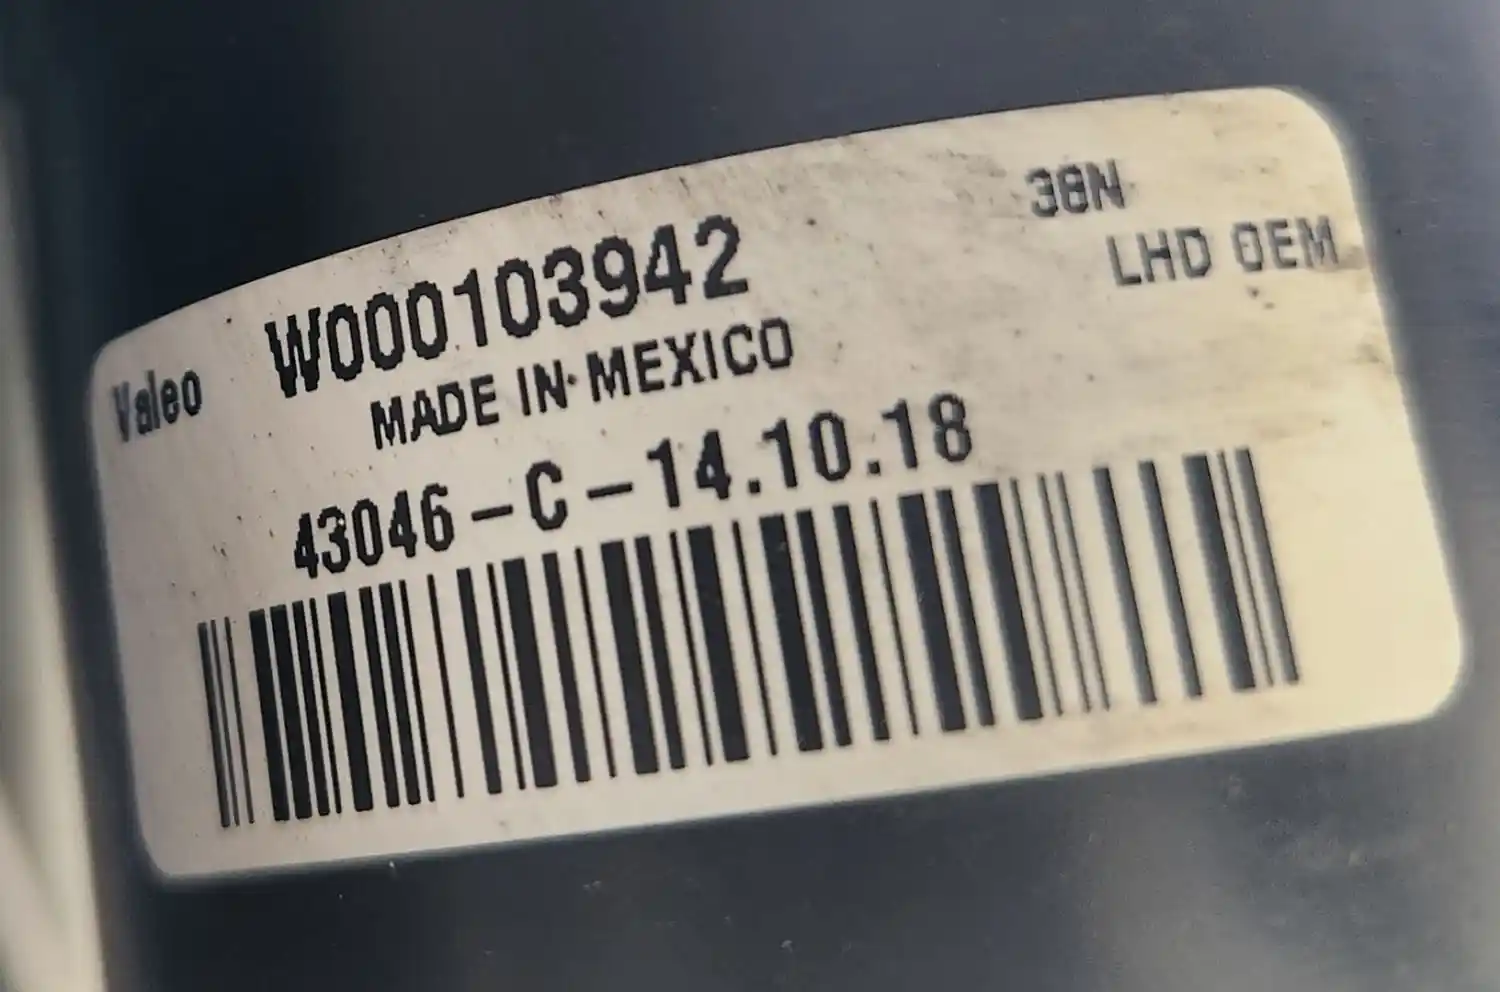 38N
LHD OEM
Valeo W000103942
MADE IN MEXICO
43046-C-14.10.18